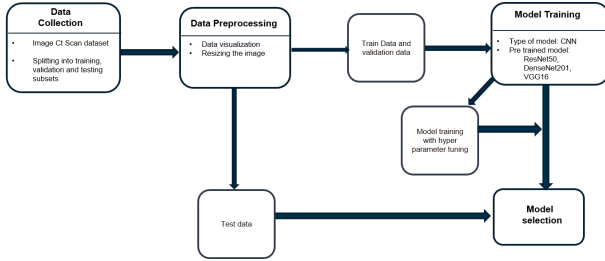 Data
Collection
• Image Ct Scan dataset
• Splitting into training,
validation and testing
subsets
Data Preprocessing
• Data visualization
• Resizing the image
Train Data and
validation data
Model Training
• Type of model: CNN
• Pre trained model:
ResNet50,
DenseNet201,
VGG16
Model training
with hyper
parameter tuning
Test data
Model
selection